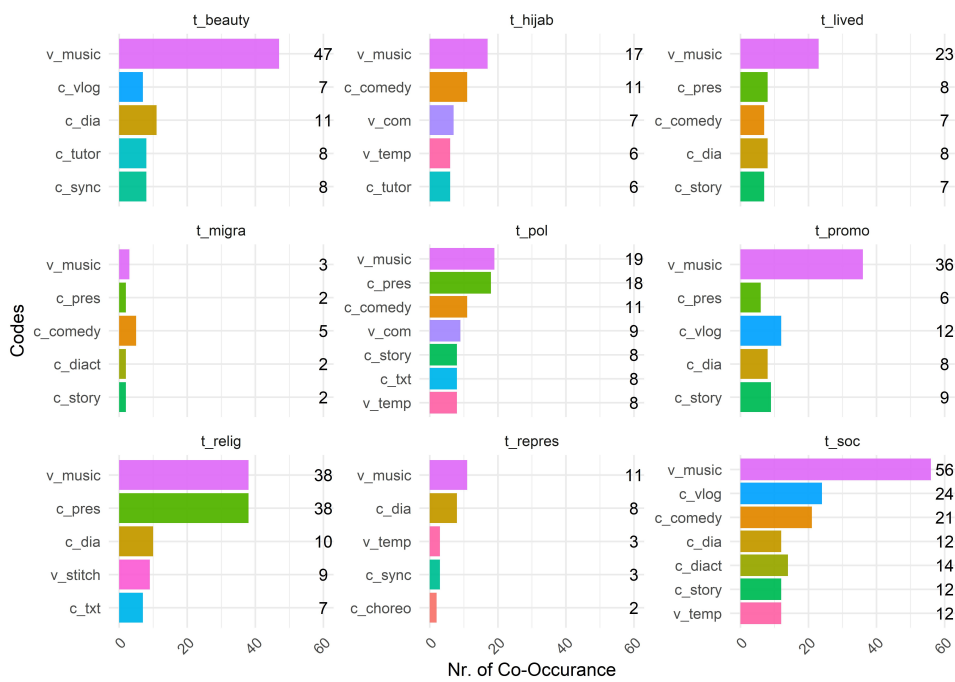 t_beauty t_hijab t_lived
v_music 47 v_music 17 v_music 23
c_vlog 7 c_comedy 11 c_pres 8
c_dia 11 v_com 7 c_comedy 7
c_tutor 8 v_temp 6 c_dia 8
c_sync 8 c_tutor 6 c_story 7
t_migra t_pol t_promo
v_music 3
c_pres 2
c_comedy 5
c_diact 2
c_story 2
v_music 19
c_pres 18
c_comedy 11
v_com 9
c_story 8
c_txt 8
v_temp 8
v_music 36
c_pres 6
c_vlog 12
c_dia 8
c_story 9
Codes
t_relig t_repres t_soc
v_music 38
c_pres 38
c_dia 10
v_stitch 9
c_txt 7
v_music 11
c_dia 8
v_temp 3
c_sync 3
c_choreo 2
v_music 56
c_vlog 24
c_comedy 21
c_dia 12
c_diact 14
c_story 12
v_temp 12
0 20 40 60 0 20 40 60 0 20 40 60
Nr. of Co-Occurance